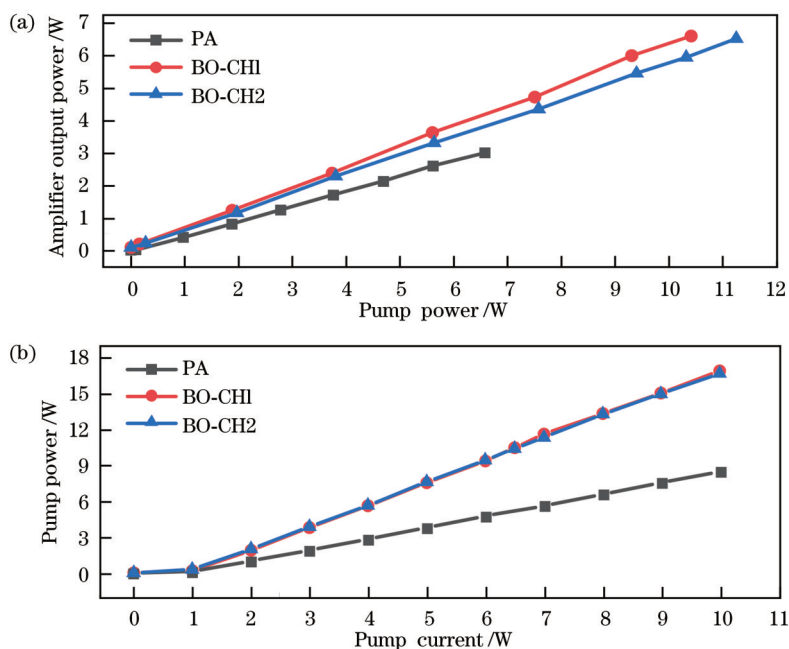 (a)
7
6
5
4
3
2
1
0
Amplifier output power /W
PA
BO-CH1
BO-CH2
0 1 2 3 4 5 6 7 8 9 10 11 12
Pump power /W
(b)
18
15
12
9
6
3
0
Pump power /W
PA
BO-CH1
BO-CH2
0 1 2 3 4 5 6 7 8 9 10 11
Pump current /W